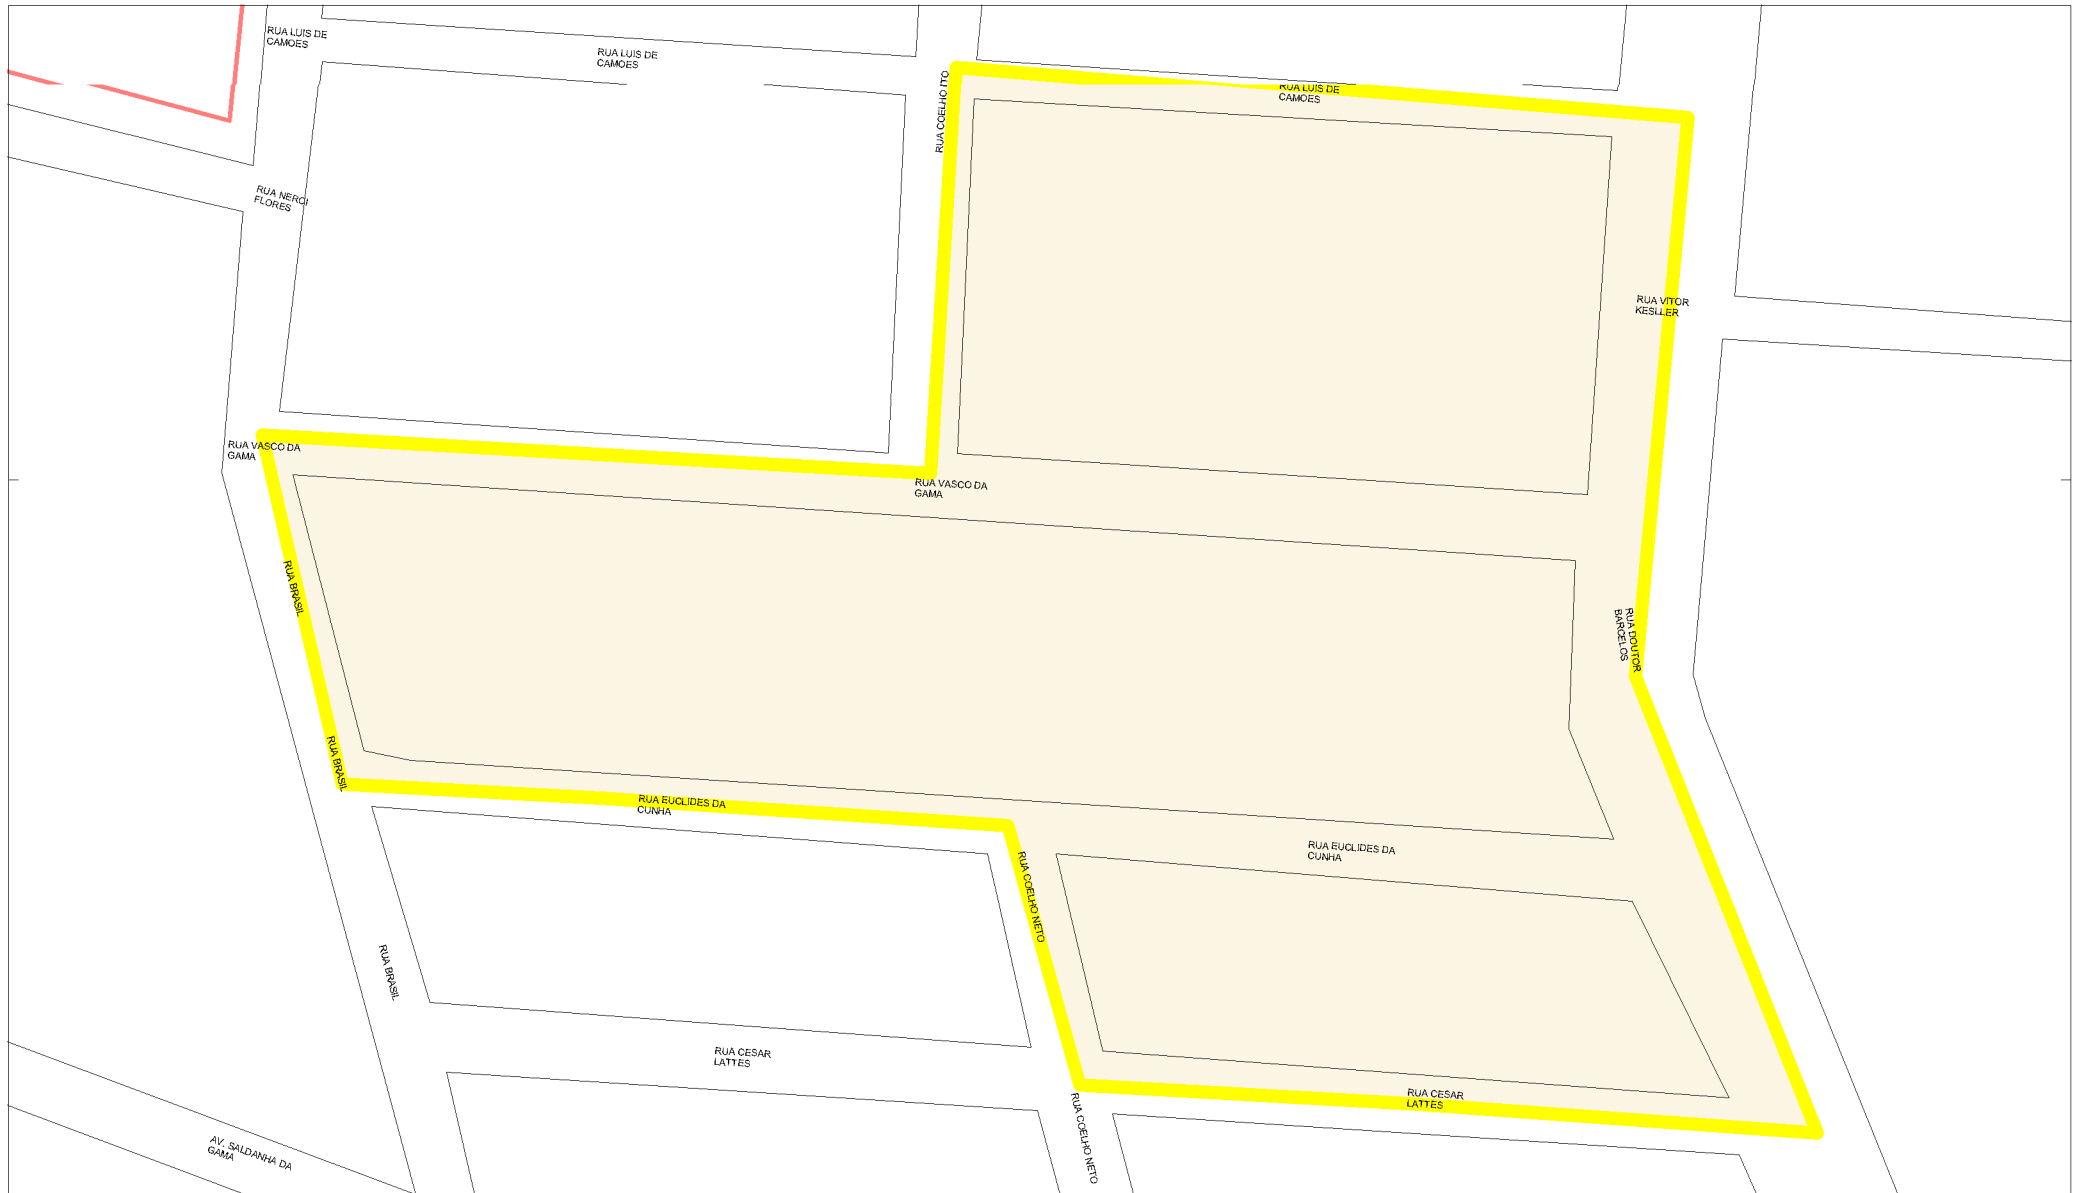 RUA LUIS DE
CAMOES
RUA LUIS DE
CAMOES
RUA LUIS DE
CAMOES
RUA COELHO
RUA NERCI
FLORES
RUA VITOR
KESLLER
RUA VASCO DA
GAMA
RUA VASCO DA
GAMA
RUA BRASIL
RUA DOUTOR
BARCELOS
RUA BRASIL
RUA EUCLIDES DA
CUNHA
RUA EUCLIDES DA
CUNHA
RUA COELHO NETO
RUA BRASIL
RUA CESAR
LATTES
RUA CESAR
LATTES
RUA COELHO NETO
AV. SALDANHA DA
GAMA